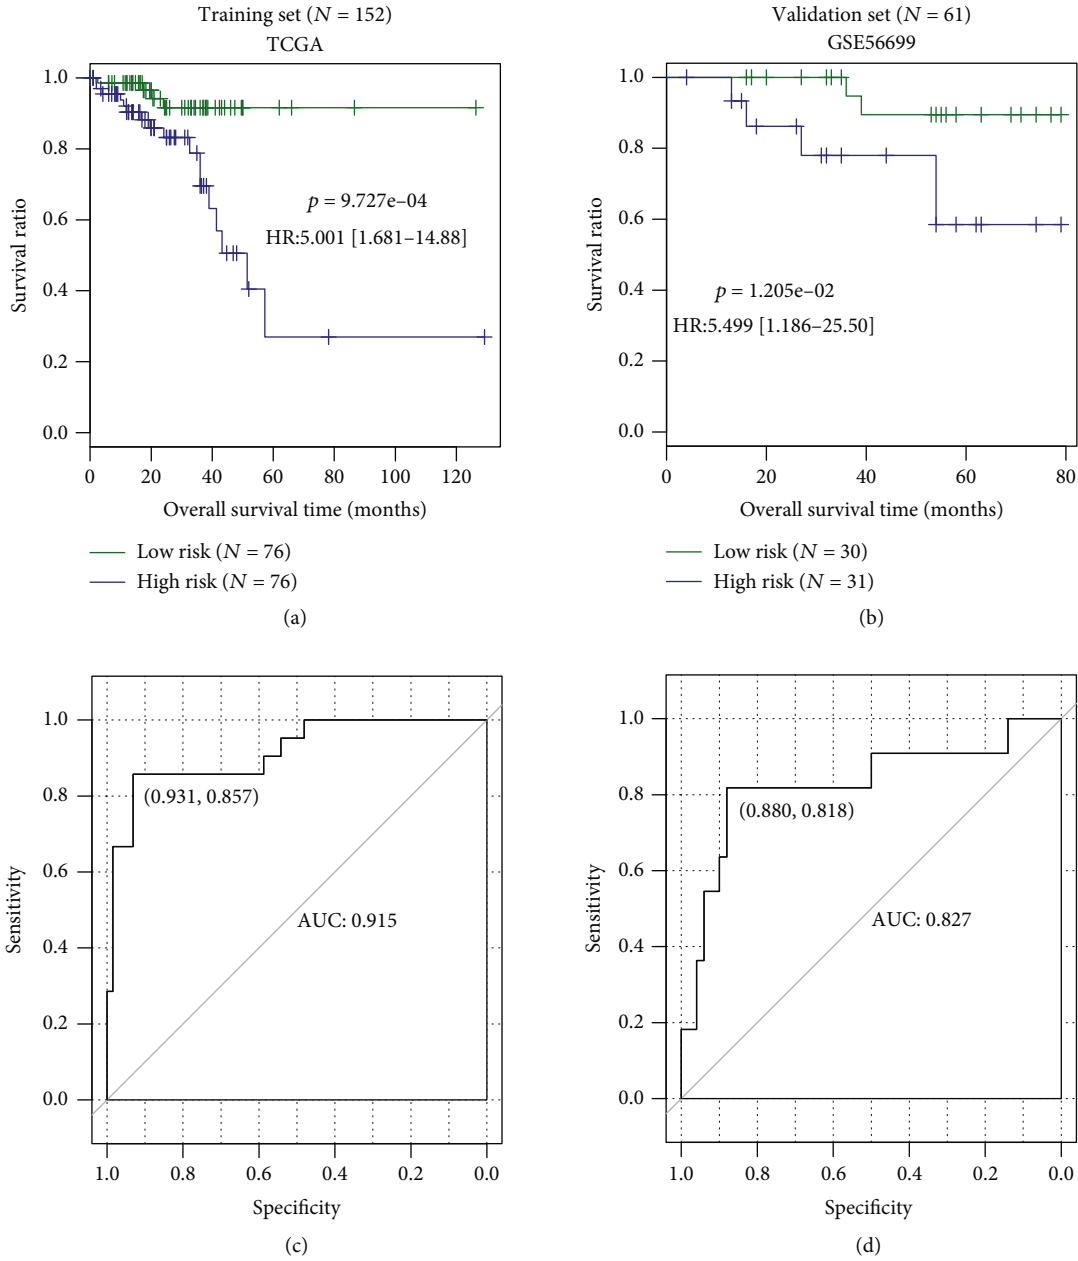 Training set (N = 152)
TCGA
1.0
0.8
0.6
0.4
0.2
0.0
Survival ratio
p = 9.727e–04
HR:5.001 [1.681–14.88]
0 20 40 60 80 100 120
Overall survival time (months)
Low risk (N = 76)
High risk (N = 76)
(a)
Validation set (N = 61)
GSE56699
1.0
0.8
0.6
0.4
0.2
0.0
Survival ratio
p = 1.205e–02
HR:5.499 [1.186–25.50]
0 20 40 60 80
Overall survival time (months)
Low risk (N = 30)
High risk (N = 31)
(b)
1.0
0.8
0.6
0.4
0.2
0.0
Sensitivity
(0.931, 0.857)
AUC: 0.915
1.0 0.8 0.6 0.4 0.2 0.0
Specificity
(c)
1.0
0.8
0.6
0.4
0.2
0.0
Sensitivity
(0.880, 0.818)
AUC: 0.827
1.0 0.8 0.6 0.4 0.2 0.0
Specificity
(d)